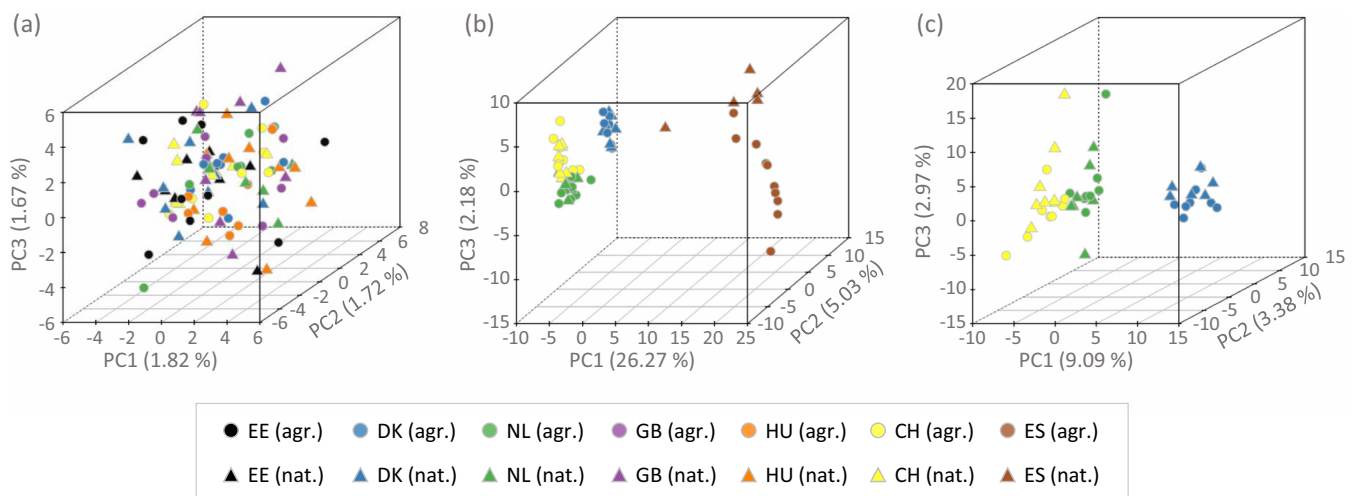 (a)
6
4
2
0
-2
-4
-6
PC3 (1.67 %)
-6 -4 -2 0 2 4 6
PC1 (1.82 %)
-6 -4 -2 0 2 4 6 8
PC2 (1.72 %)
(b)
10
5
0
-5
-10
-15
PC3 (2.18 %)
-10 -5 0 5 10 15 20 25
PC1 (26.27 %)
-10 -5 0 5 10 15
PC2 (5.03 %)
(c)
20
15
10
5
0
-5
-10
-15
PC3 (2.97 %)
-10 -5 0 5 10 15
PC1 (9.09 %)
-10 -5 0 5 10 15
PC2 (3.38 %)
EE (agr.) DK (agr.) NL (agr.) GB (agr.) HU (agr.) CH (agr.) ES (agr.)
EE (nat.) DK (nat.) NL (nat.) GB (nat.) HU (nat.) CH (nat.) ES (nat.)